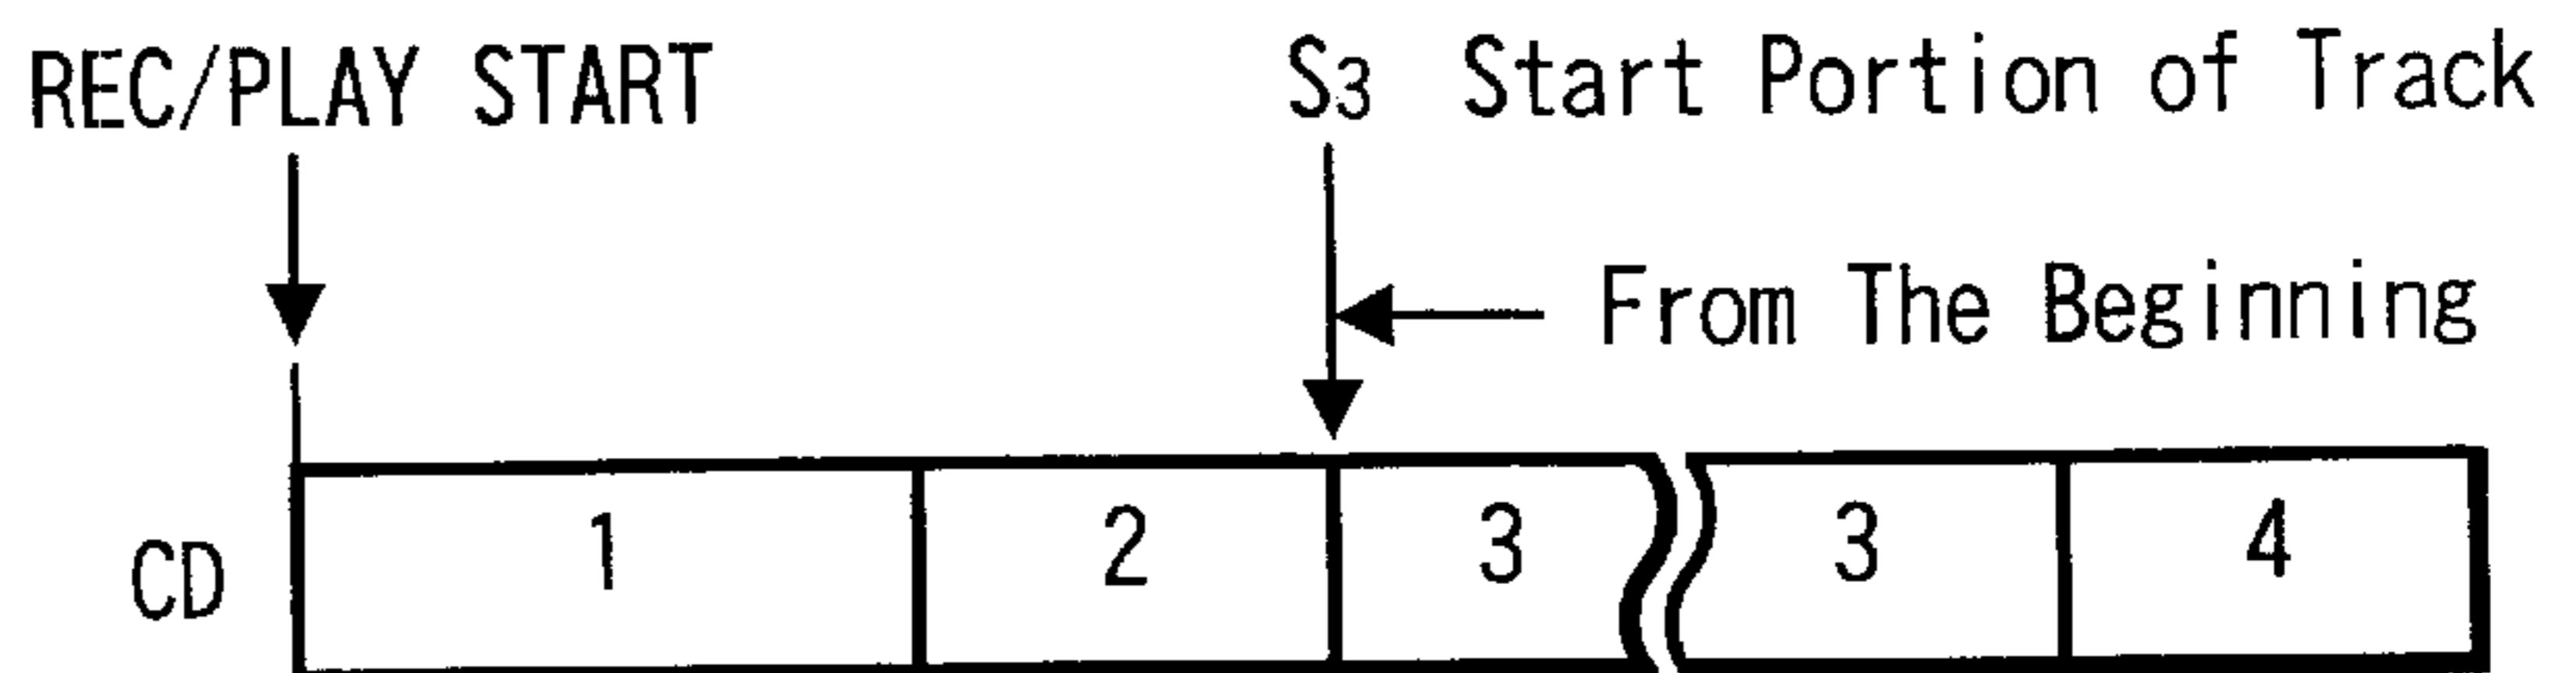 REC/PLAY START
S3 Start Portion of Track
From The Beginning
CD 1 2 3 3 4